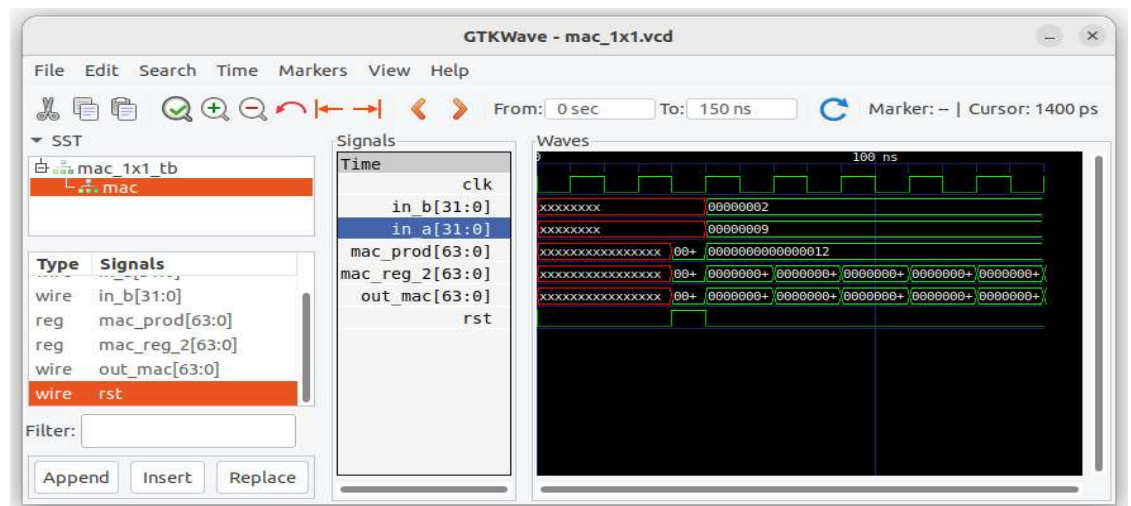 GTKWave - mac_1x1.vcd
File Edit Search Time Markers View Help
From: 0 sec To: 150 ns Marker: -- | Cursor: 1400 ps
SST
mac_1x1_tb
mac
Type Signals
wire in_b[31:0]
reg mac_prod[63:0]
reg mac_reg_2[63:0]
wire out_mac[63:0]
wire rst
Filter:
Append Insert Replace
Signals
Time
clk
in_b[31:0]
in_a[31:0]
mac_prod[63:0]
mac_reg_2[63:0]
out_mac[63:0]
rst
Waves
100 ns
xxxxxxxx 00000002
xxxxxxxx 00000009
xxxxxxxxxxxxxxxx 00+ 0000000000000012
xxxxxxxxxxxxxxxx 00+ 0000000+ 0000000+ 0000000+ 0000000+ 0000000+
xxxxxxxxxxxxxxxx 00+ 0000000+ 0000000+ 0000000+ 0000000+ 0000000+